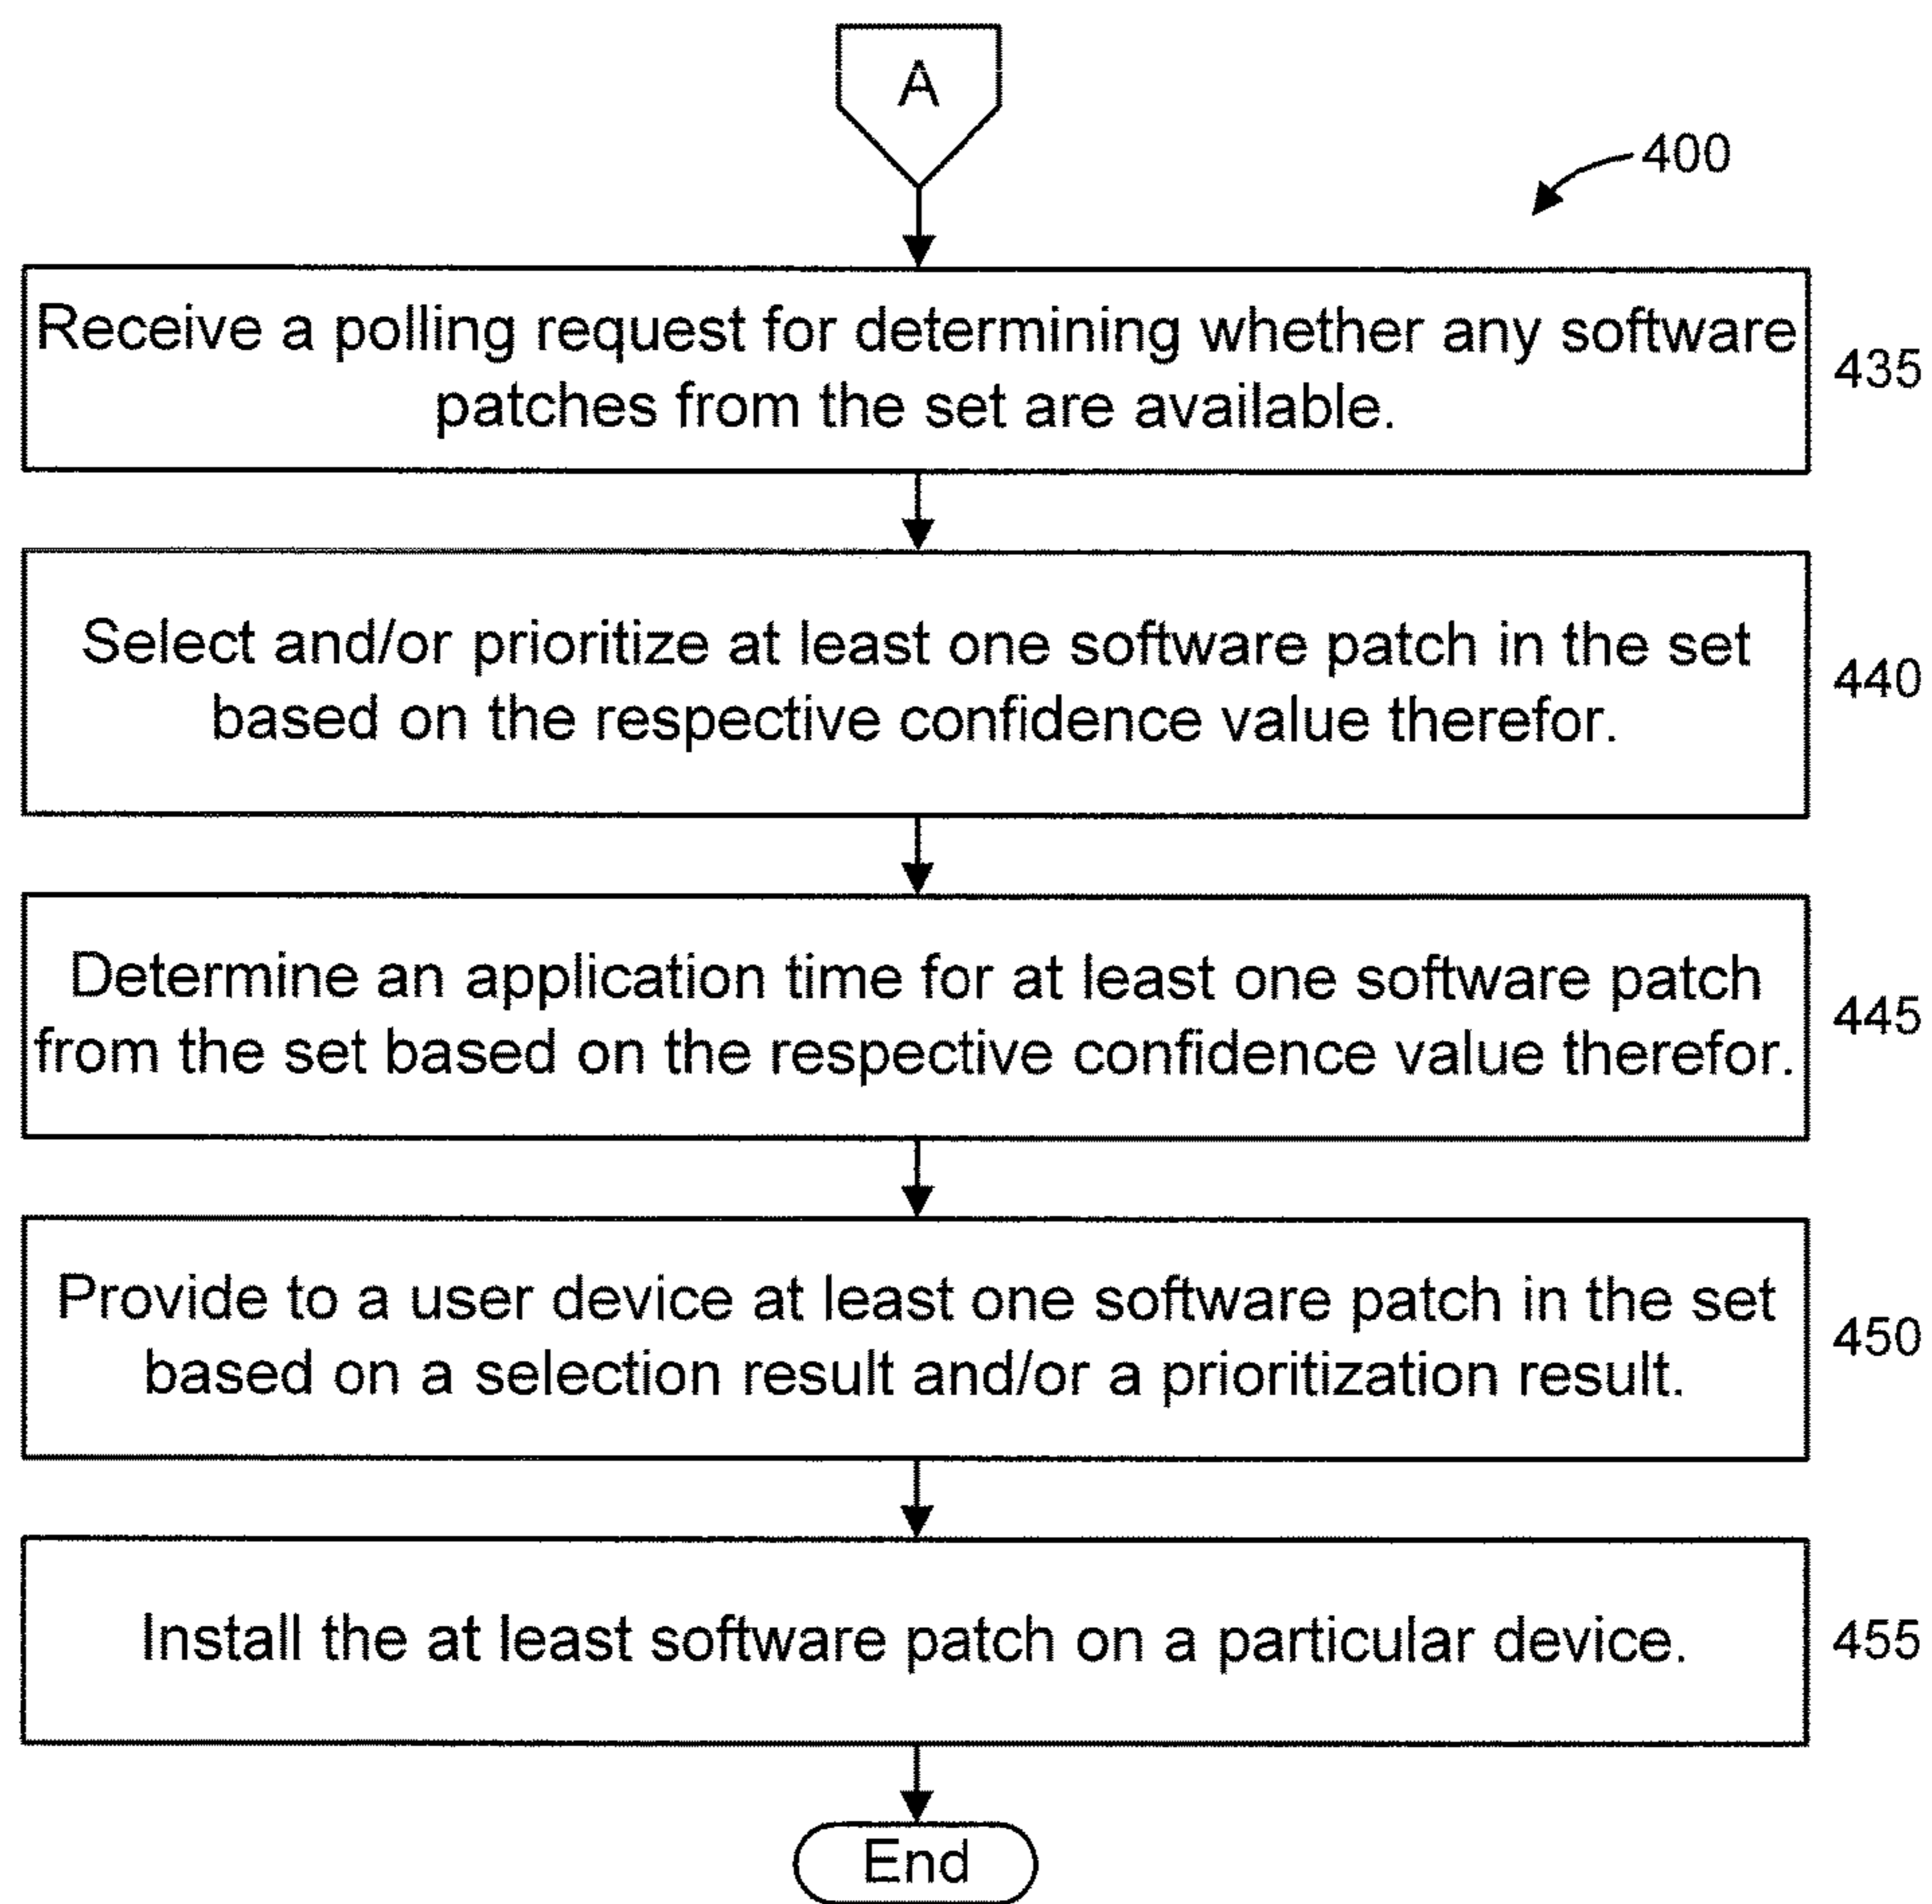 A
400
Receive a polling request for determining whether any software
patches from the set are available.
435
Select and/or prioritize at least one software patch in the set
based on the respective confidence value therefor.
440
Determine an application time for at least one software patch
from the set based on the respective confidence value therefor.
445
Provide to a user device at least one software patch in the set
based on a selection result and/or a prioritization result.
450
Install the at least software patch on a particular device.
455
End